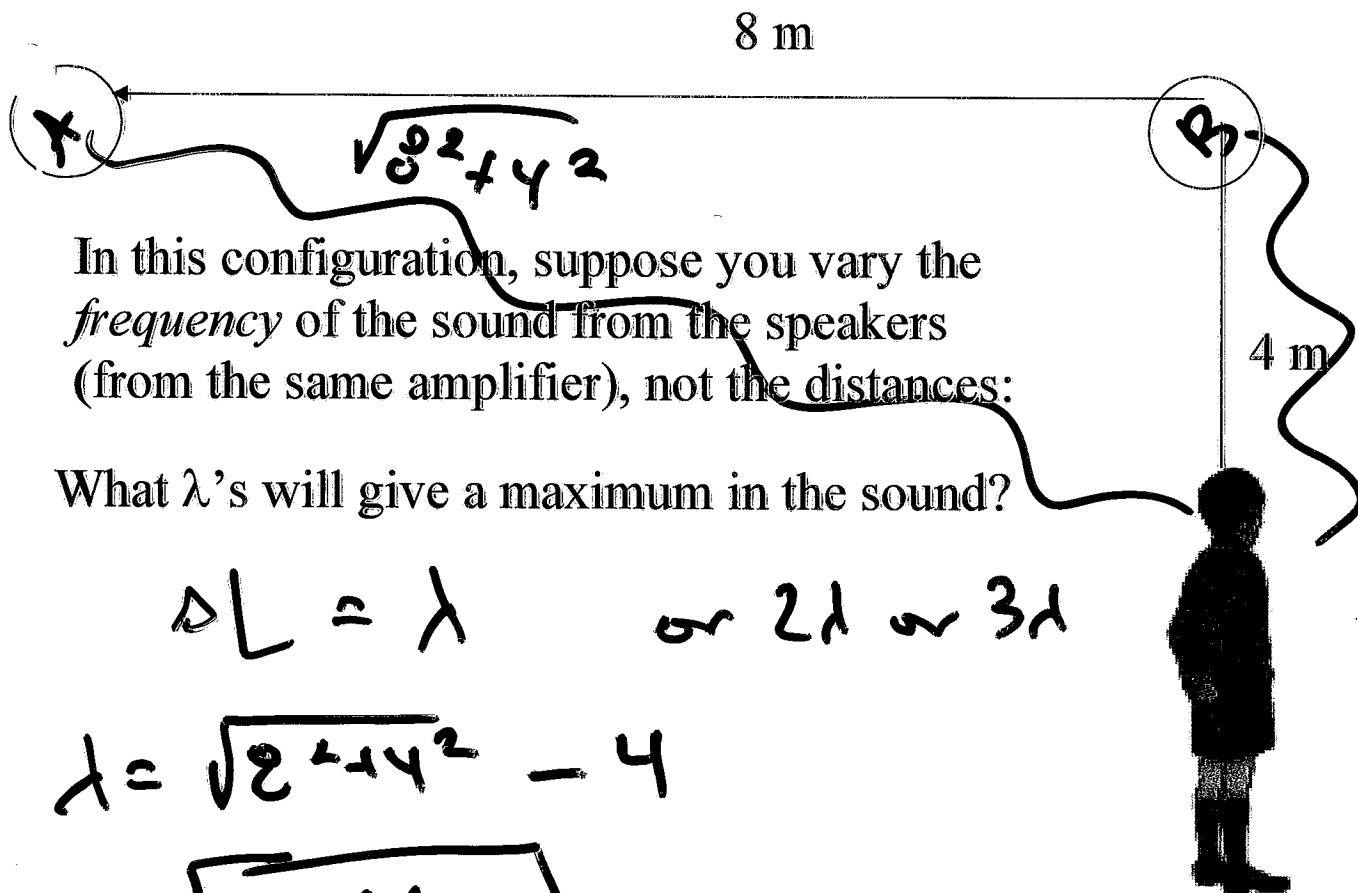 8 m
A
B
√8²+4²
In this configuration, suppose you vary the
frequency of the sound from the speakers
(from the same amplifier), not the distances:
4 m
What λ's will give a maximum in the sound?
ΔL = λ or 2λ or 3λ
λ = √8²+4² - 4